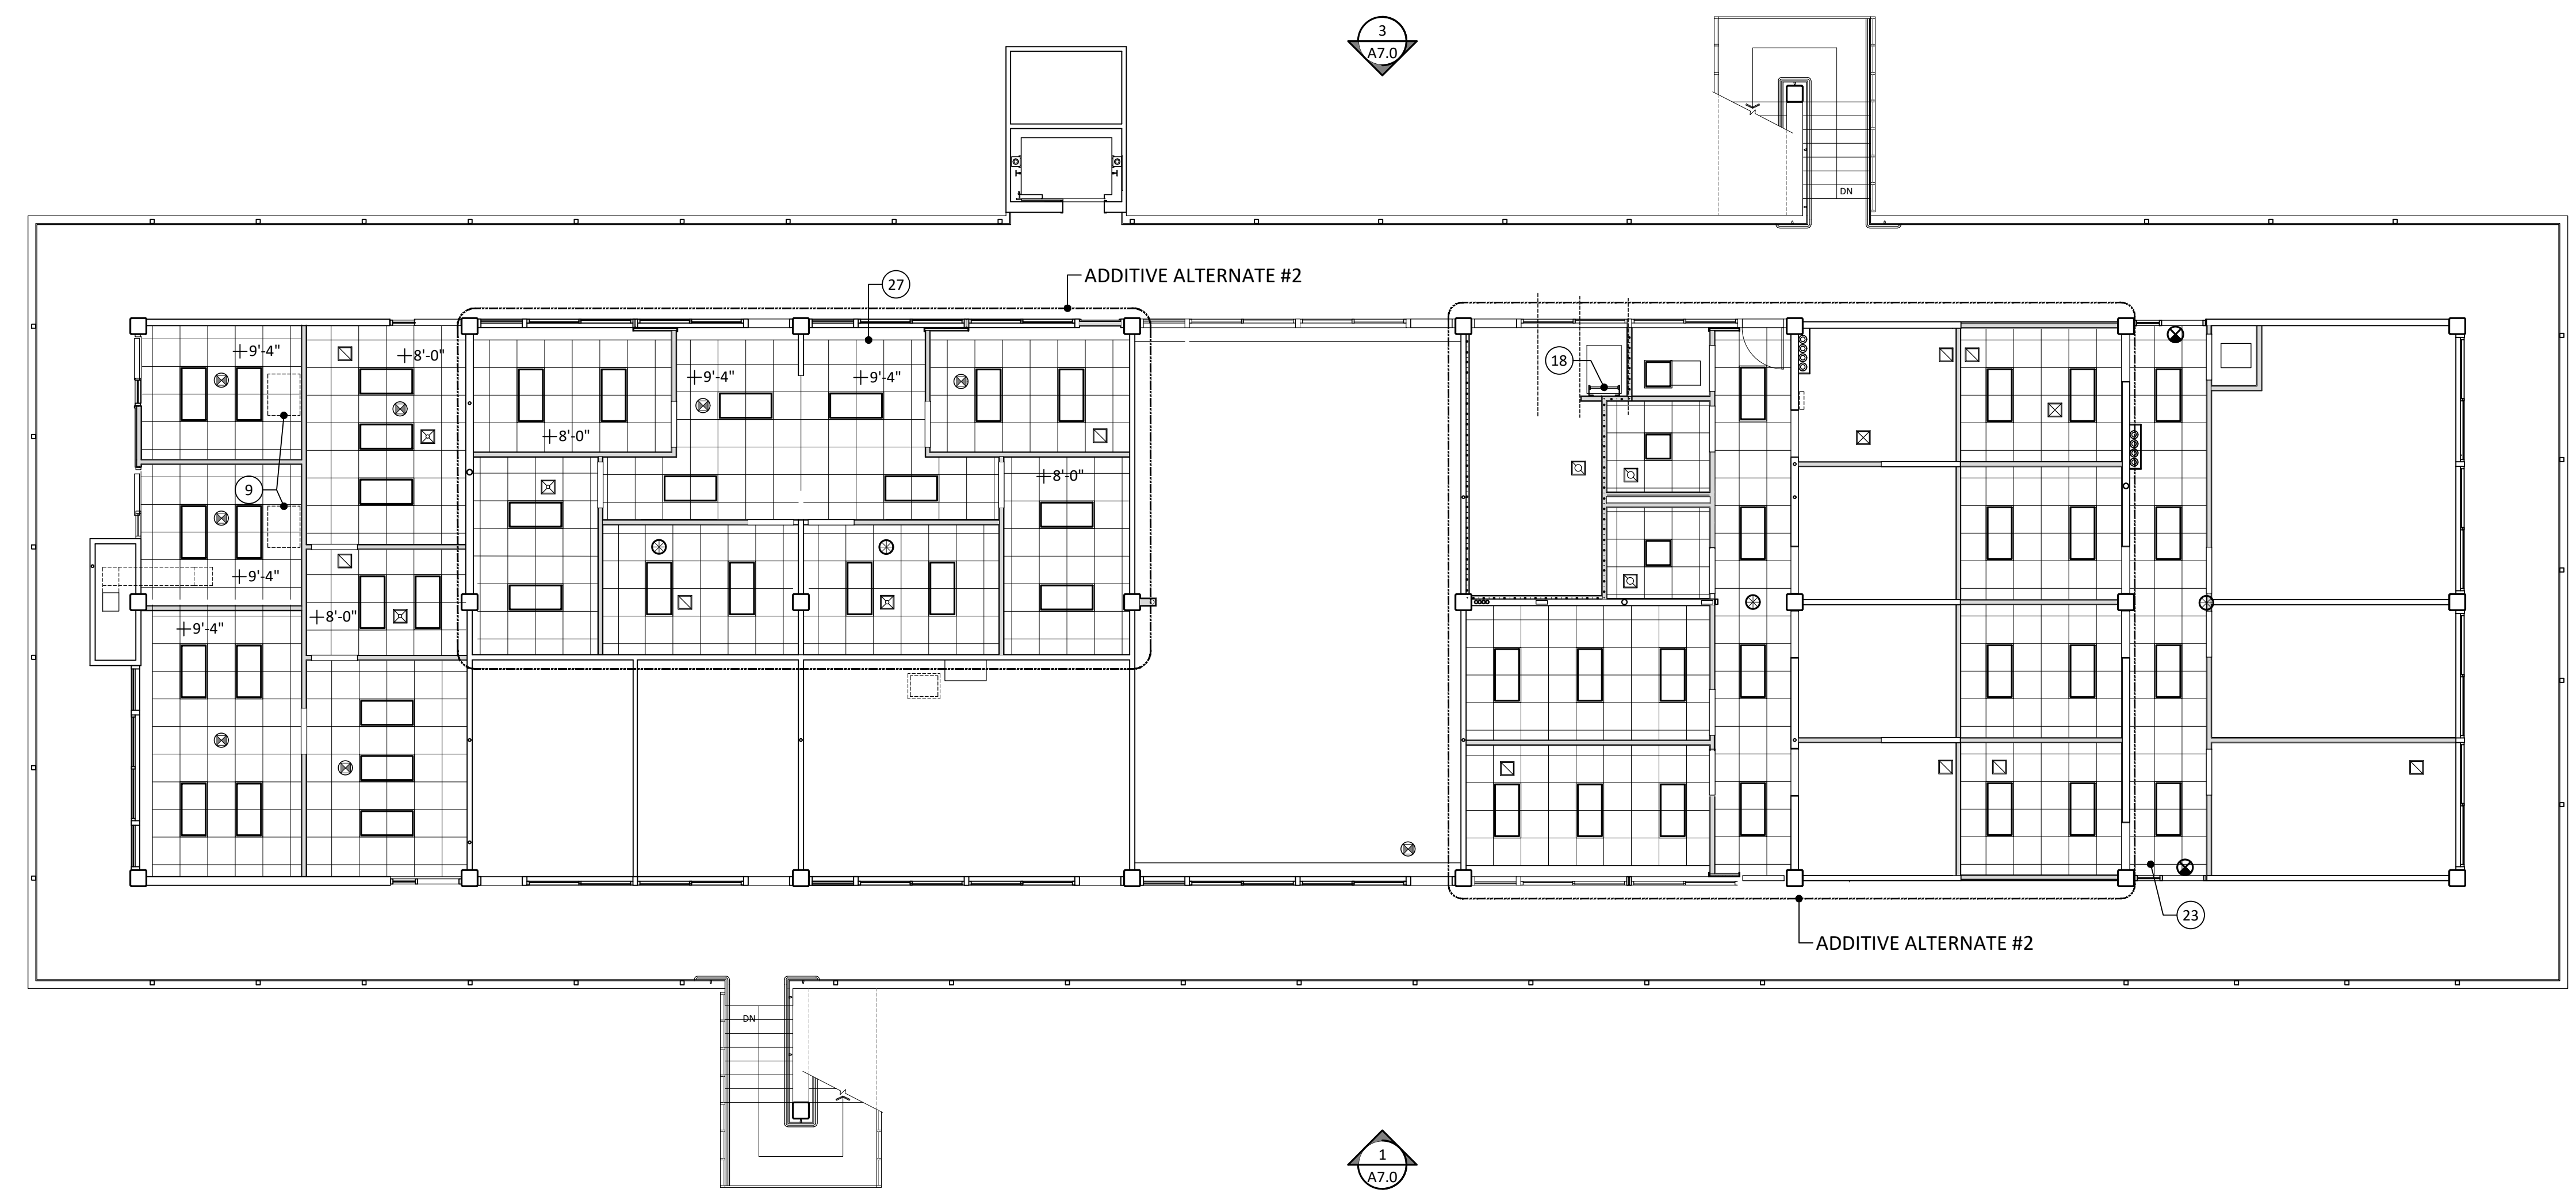 3
A7.0
DN
27
ADDITIVE ALTERNATE #2
9'-4"
8'-0"
9'-4"
9'-4"
18
8'-0"
8'-0"
9
9'-4"
8'-0"
9'-4"
23
ADDITIVE ALTERNATE #2
DN
1
A7.0